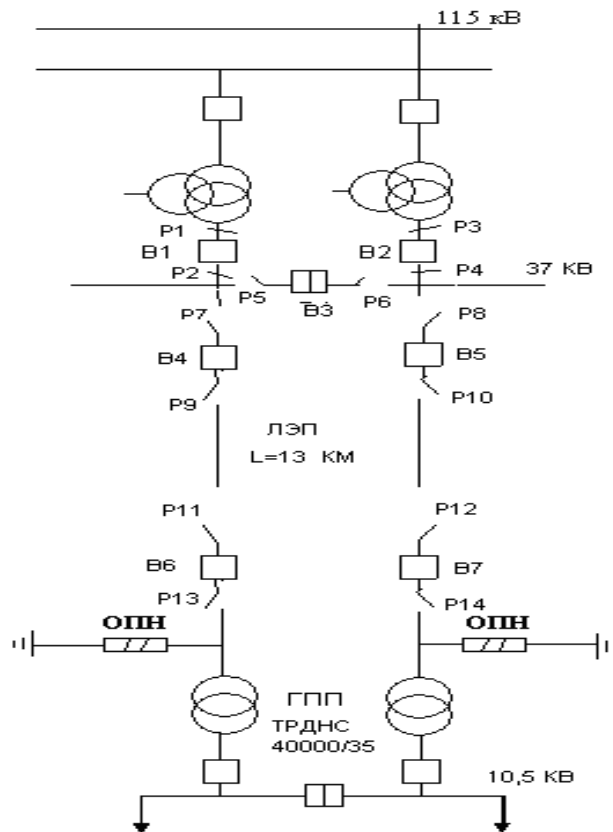 115 кВ
Р1
Р3
В1
В2
Р2
Р4
37 КВ
Р5
В3
Р6
Р7
Р8
В4
В5
Р9
Р10
ЛЭП
L=13 КМ
Р11
Р12
В6
В7
Р13
Р14
ОПН
ОПН
ГПП
ТРДНС
40000/35
10,5 КВ